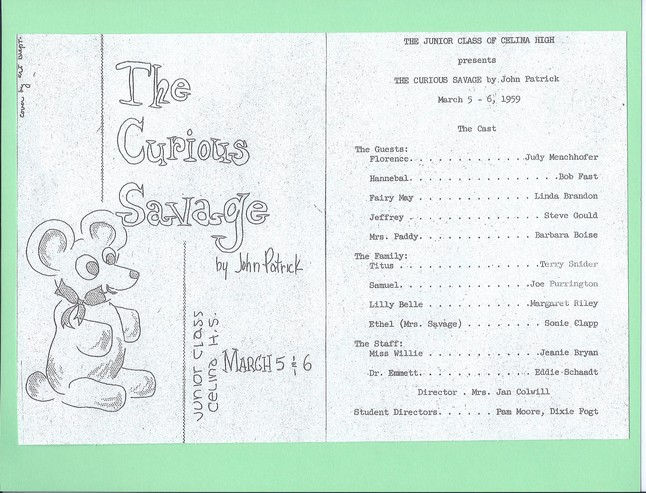 cover by art dept.
The
Curious
Savage
by John Patrick
Junior Class
Celina H.S.
MARCH 5 & 6
THE JUNIOR CLASS OF CELINA HIGH
presents
THE CURIOUS SAVAGE by John Patrick
March 5 - 6, 1959
The Cast
The Guests:
Florence. . . . . . . . . . . . .Judy Menchhofer
Hannebal. . . . . . . . . . . . . . . . .Bob Fast
Fairy May . . . . . . . . . . . . . Linda Brandon
Jeffrey . . . . . . . . . . . . . . . Steve Gould
Mrs. Paddy. . . . . . . . . . . . . Barbara Boise
The Family:
Titus . . . . . . . . . . . . . . . .Terry Snider
Samuel. . . . . . . . . . . . . . . Joe Purrington
Lilly Belle . . . . . . . . . . . .Margaret Riley
Ethel (Mrs. Savage) . . . . . . . . . Sonie Clapp
The Staff:
Miss Willie . . . . . . . . . . . . .Jeanie Bryan
Dr. Emmett. . . . . . . . . . . . . Eddie Schaadt
Director . Mrs. Jan Colwill
Student Directors. . . . . . . Pam Moore, Dixie Fogt